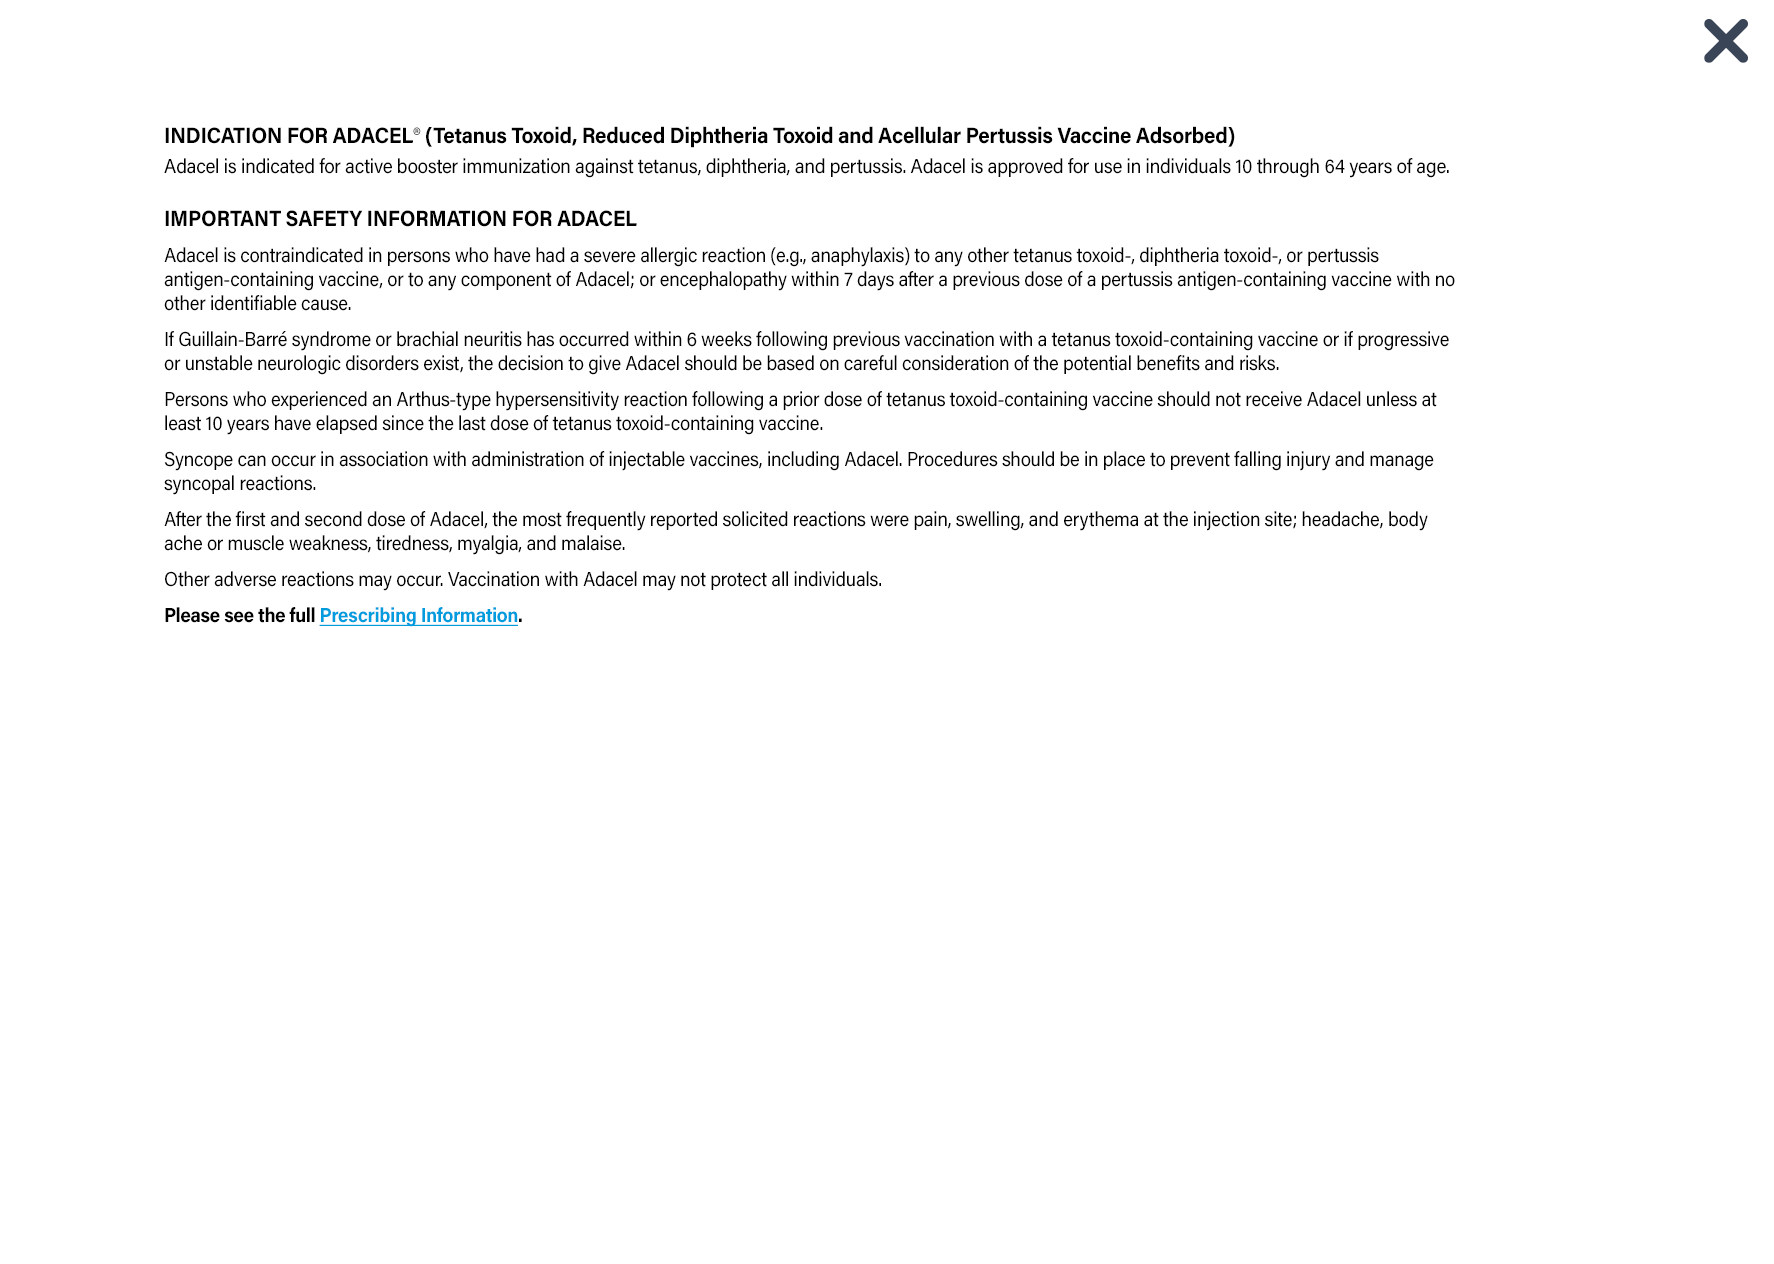 INDICATION FOR ADACEL® (Tetanus Toxoid, Reduced Diphtheria Toxoid and Acellular Pertussis Vaccine Adsorbed)
Adacel is indicated for active booster immunization against tetanus, diphtheria, and pertussis. Adacel is approved for use in individuals 10 through 64 years of age.
IMPORTANT SAFETY INFORMATION FOR ADACEL
Adacel is contraindicated in persons who have had a severe allergic reaction (e.g., anaphylaxis) to any other tetanus toxoid-, diphtheria toxoid-, or pertussis
antigen-containing vaccine, or to any component of Adacel; or encephalopathy within 7 days after a previous dose of a pertussis antigen-containing vaccine with no
other identifiable cause.
If Guillain-Barré syndrome or brachial neuritis has occurred within 6 weeks following previous vaccination with a tetanus toxoid-containing vaccine or if progressive
or unstable neurologic disorders exist, the decision to give Adacel should be based on careful consideration of the potential benefits and risks.
Persons who experienced an Arthus-type hypersensitivity reaction following a prior dose of tetanus toxoid-containing vaccine should not receive Adacel unless at
least 10 years have elapsed since the last dose of tetanus toxoid-containing vaccine.
Syncope can occur in association with administration of injectable vaccines, including Adacel. Procedures should be in place to prevent falling injury and manage
syncopal reactions.
After the first and second dose of Adacel, the most frequently reported solicited reactions were pain, swelling, and erythema at the injection site; headache, body
ache or muscle weakness, tiredness, myalgia, and malaise.
Other adverse reactions may occur. Vaccination with Adacel may not protect all individuals.
Please see the full Prescribing Information.